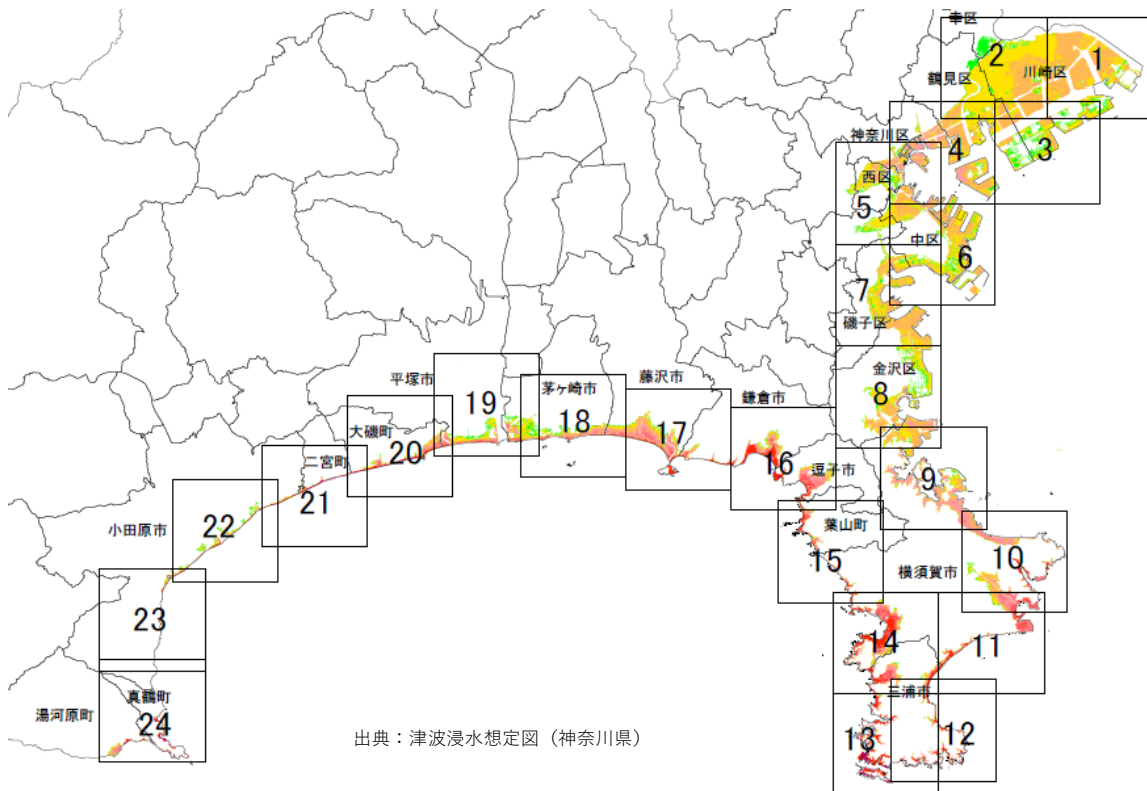 幸区
2
1
川崎区
鶴見区
神奈川区
4
3
西区
5
中区
6
7
磯子区
金沢区
8
藤沢市
平塚市
茅ヶ崎市
鎌倉市
19
18
17
大磯町
20
16
二宮町
逗子市
9
21
小田原市
22
葉山町
15
10
横須賀市
23
14
11
真鶴町
三浦市
湯河原町
24
13
12
出典:津波浸水想定図(神奈川県)